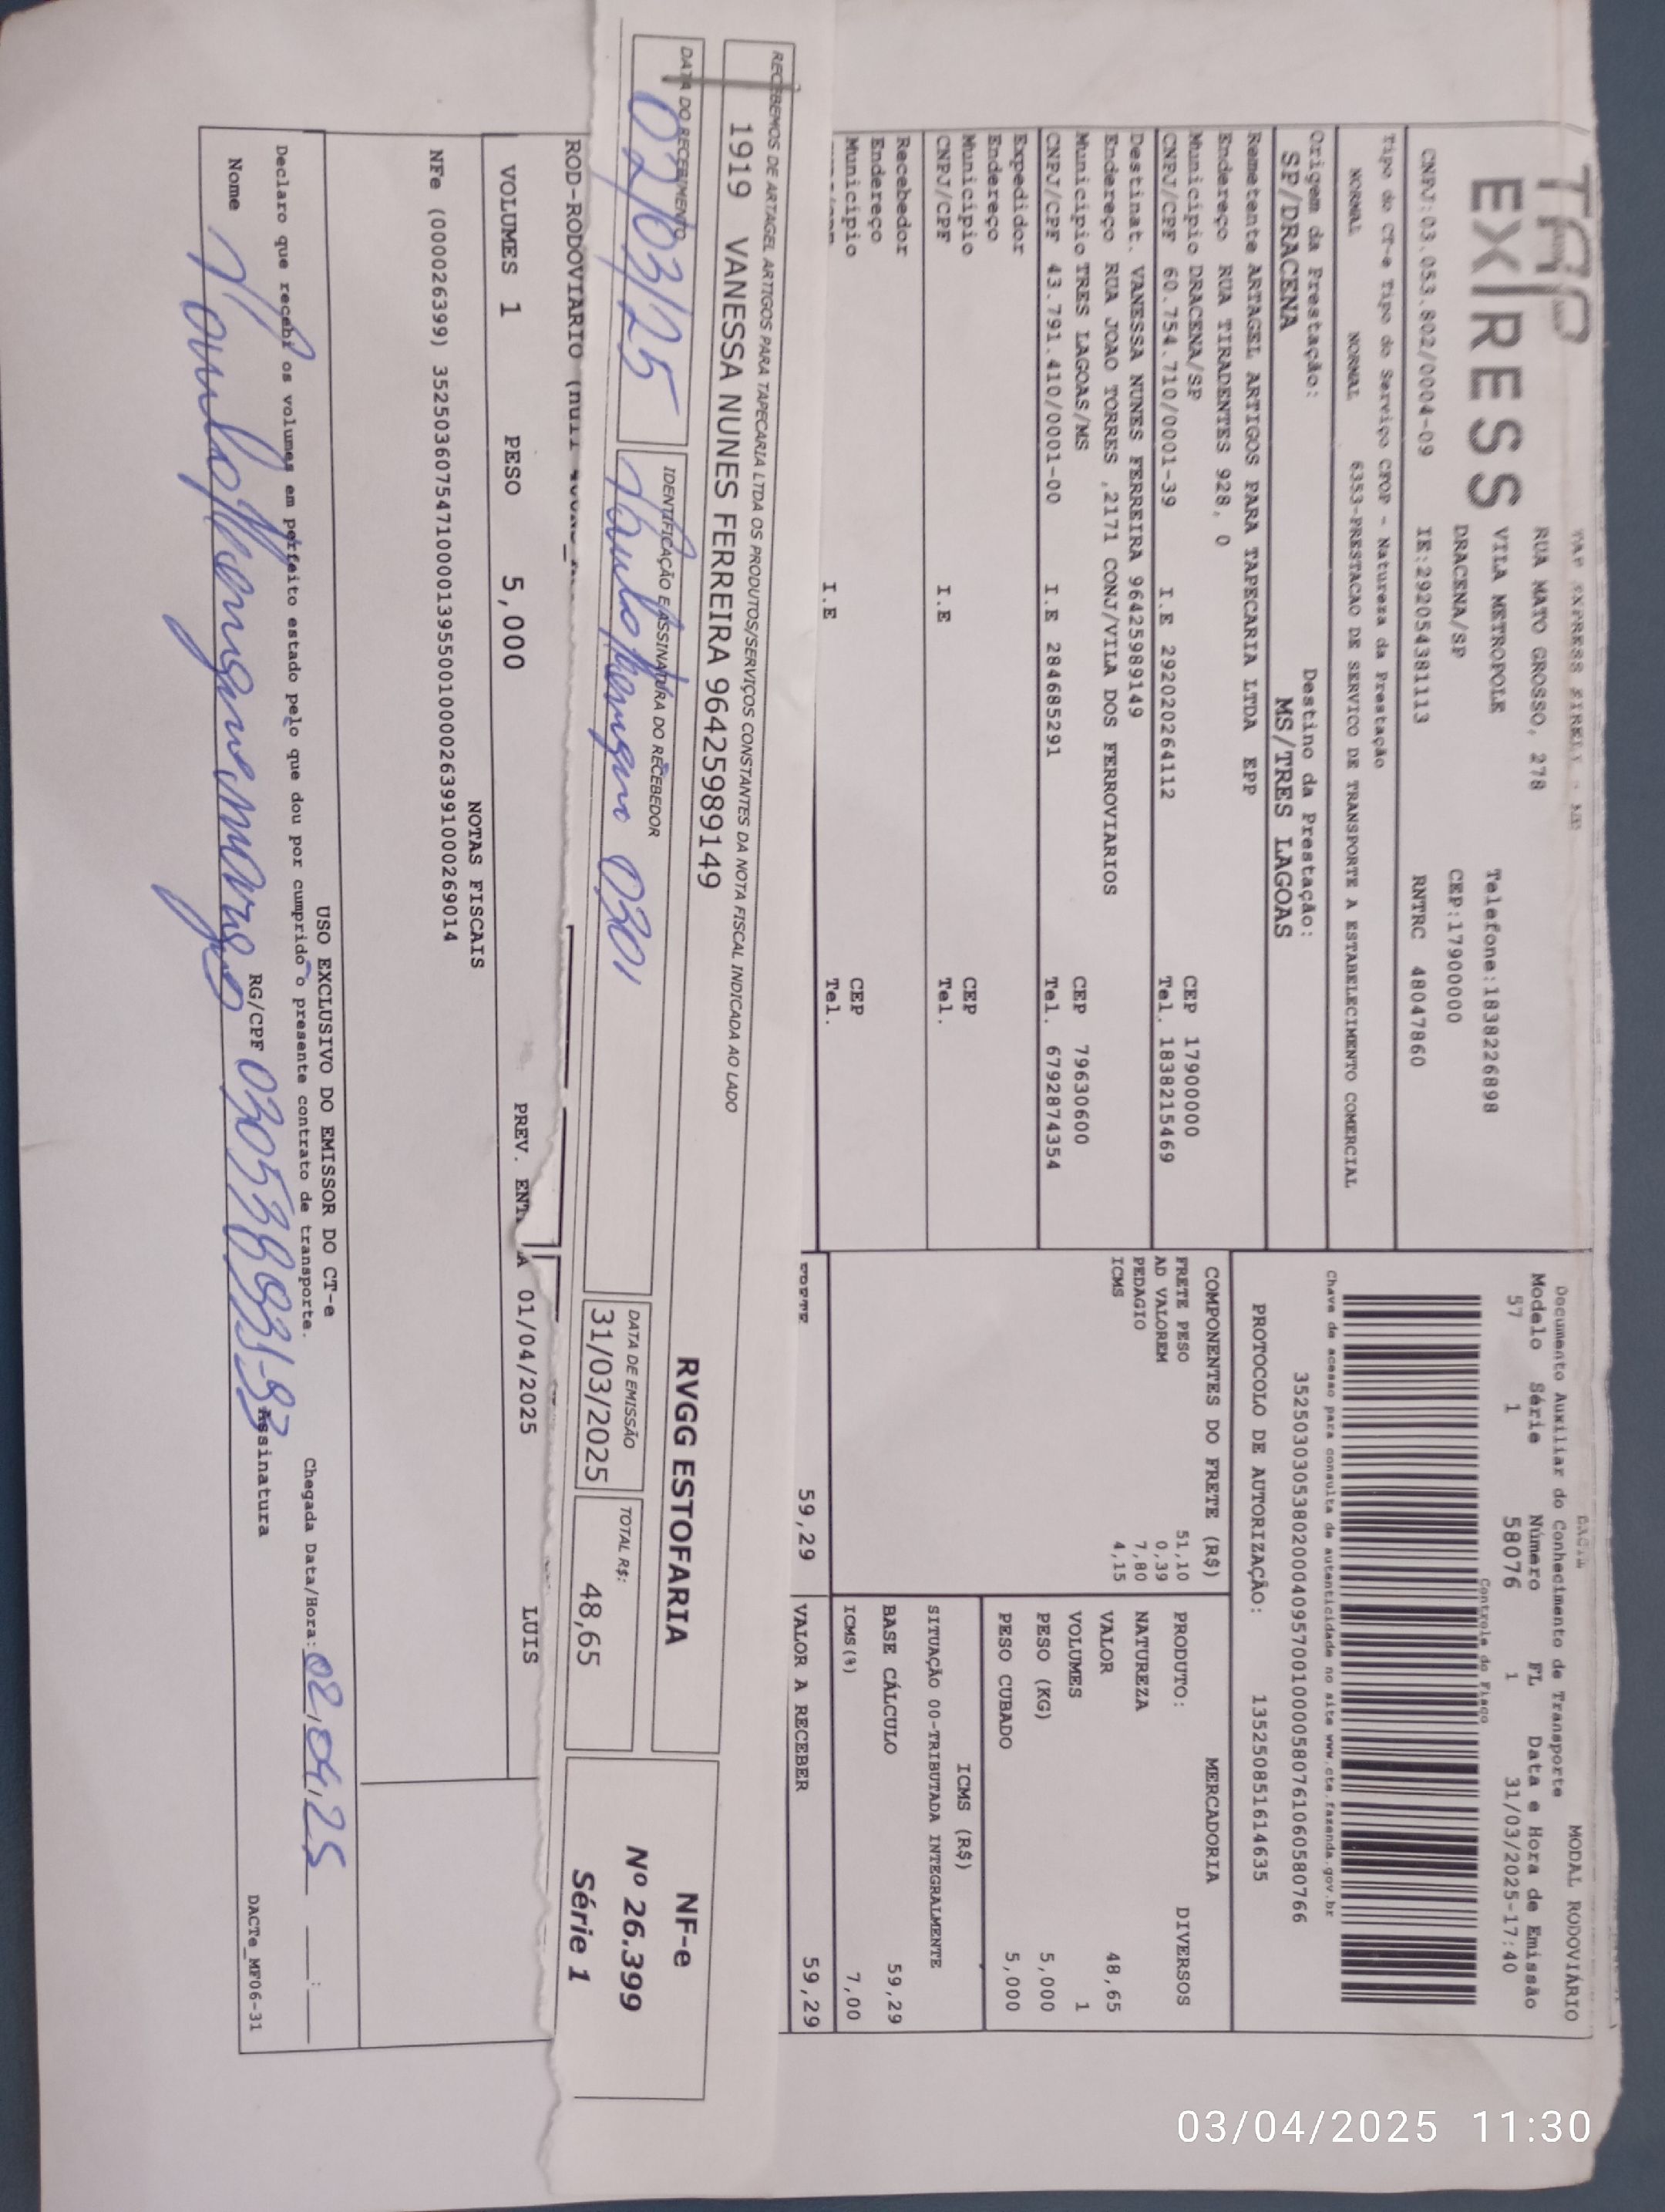 TAP EXPRESS EIRELI - ME
TAP
EXPRESS
RUA MATO GROSSO, 278
VILA METROPOLE
Telefone:1838226898
DRACENA/SP
CEP:17900000
CNPJ:03.053.802/0004-09
IE:292054381113
RNTRC 48047860
Tipo do CT-e Tipo do Serviço CFOP - Natureza da Prestação
NORMAL NORMAL 6353-PRESTACAO DE SERVICO DE TRANSPORTE A ESTABELECIMENTO COMERCIAL
Origem da Prestação: Destino da Prestação:
SP/DRACENA MS/TRES LAGOAS
Remetente ARTAGEL ARTIGOS PARA TAPECARIA LTDA EPP
Endereço RUA TIRADENTES 928, 0
Município DRACENA/SP CEP 17900000
CNPJ/CPF 60.754.710/0001-39 I.E 292020264112 Tel. 1838215469
Destinat. VANESSA NUNES FERREIRA 96425989149
Endereço RUA JOAO TORRES ,2171 CONJ/VILA DOS FERROVIARIOS
Município TRES LAGOAS/MS CEP 79630600
CNPJ/CPF 43.791.410/0001-00 I.E 284685291 Tel. 6792874354
Expedidor
Endereço
Município CEP
CNPJ/CPF I.E Tel.
Recebedor
Endereço
Município CEP
I.E Tel.
DACTE
MODAL RODOVIÁRIO
Documento Auxiliar do Conhecimento de Transporte
Modelo Série Número FL Data e Hora de Emissão
57 1 58076 1 31/03/2025-17:40
Controle do Fisco
Chave de acesso para consulta de autenticidade no site www.cte.fazenda.gov.br
35250303053802000409570010000580761060580766
PROTOCOLO DE AUTORIZAÇÃO: 135250851614635
COMPONENTES DO FRETE (R$)
FRETE PESO 51,10
AD VALOREM 0,39
PEDAGIO 7,80
ICMS 4,15
MERCADORIA
PRODUTO: DIVERSOS
NATUREZA
VALOR 48,65
VOLUMES 1
PESO (KG) 5,000
PESO CUBADO 5,000
ICMS (R$)
SITUAÇÃO 00-TRIBUTADA INTEGRALMENTE
BASE CÁLCULO 59,29
ICMS(%) 7,00
FRETE 59,29 VALOR A RECEBER 59,29
RECEBEMOS DE ARTAGEL ARTIGOS PARA TAPECARIA LTDA OS PRODUTOS/SERVIÇOS CONSTANTES DA NOTA FISCAL INDICADA AO LADO
1919 VANESSA NUNES FERREIRA 96425989149
RVGG ESTOFARIA
DATA DO RECEBIMENTO
02/03/25
IDENTIFICAÇÃO E ASSINATURA DO RECEBEDOR
0301
DATA DE EMISSÃO
31/03/2025
TOTAL R$:
48,65
NF-e
Nº 26.399
Série 1
ROD-RODOVIARIO (null
VOLUMES 1 PESO 5,000 PREV. ENT A 01/04/2025 LUIS
NOTAS FISCAIS
NFe (000026399) 35250360754710000139550010000263991000269014
USO EXCLUSIVO DO EMISSOR DO CT-e
Declaro que recebi os volumes em perfeito estado pelo que dou por cumprido o presente contrato de transporte.
Chegada Data/Hora: 02/04/25 __:__
Nome
RG/CPF
Assinatura
DACTe_MF06-31
03/04/2025 11:30